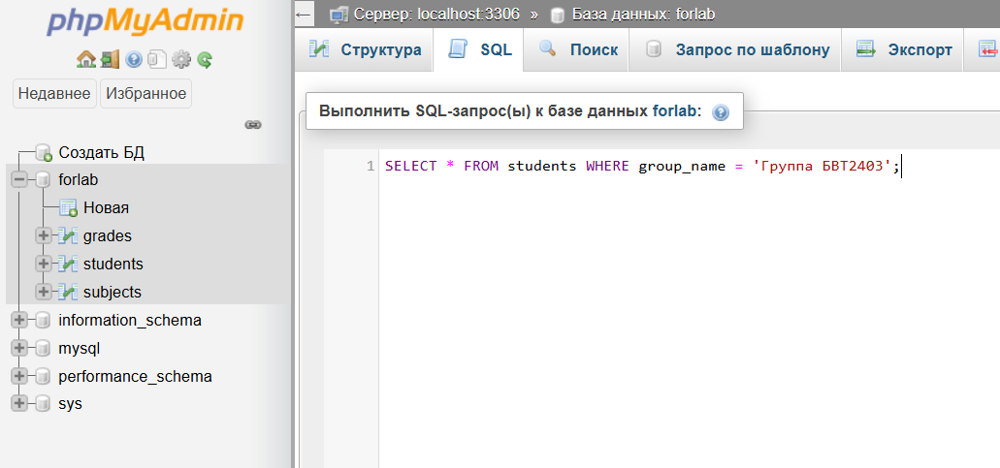 phpMyAdmin
Недавнее Избранное
Создать БД
forlab
Новая
grades
students
subjects
information_schema
mysql
performance_schema
sys
← Сервер: localhost:3306 » База данных: forlab
Структура SQL Поиск Запрос по шаблону Экспорт
Выполнить SQL-запрос(ы) к базе данных forlab:
1 SELECT * FROM students WHERE group_name = 'Группа БВТ2403';